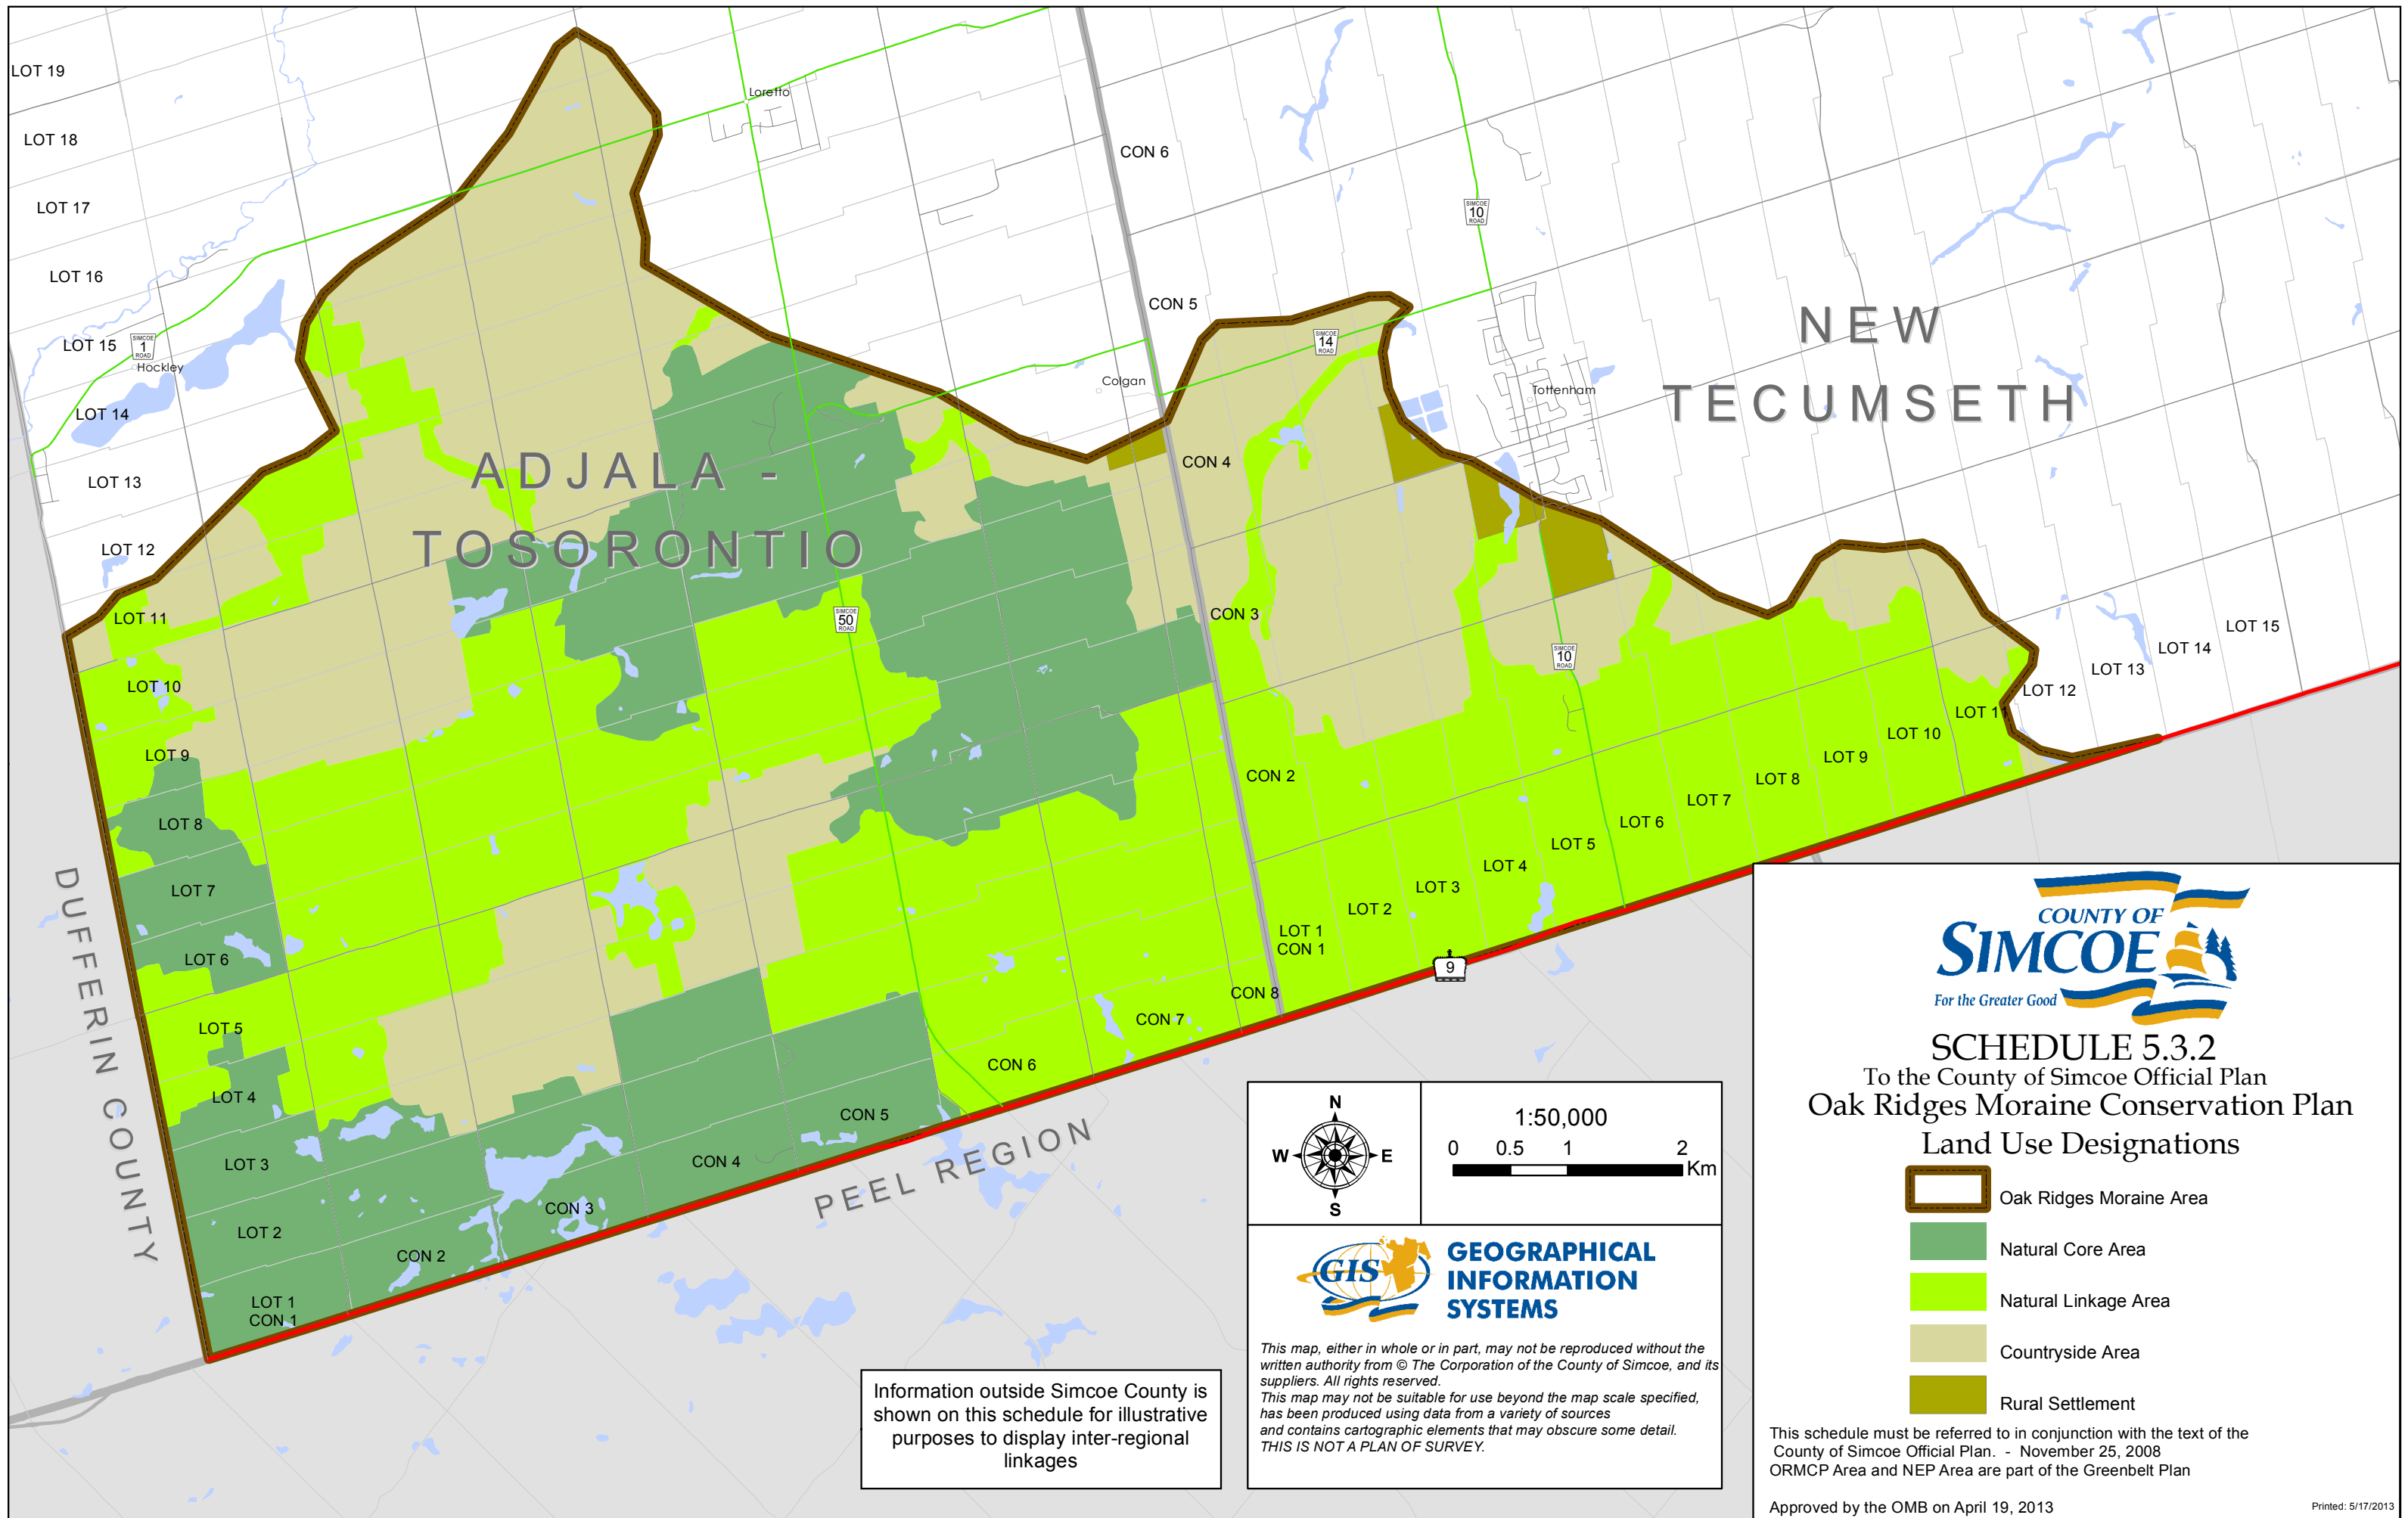 LOT 19
LOT 18
LOT 17
LOT 16
LOT 15
LOT 14
LOT 13
LOT 12
LOT 11
LOT 10
LOT 9
LOT 8
LOT 7
LOT 6
LOT 5
LOT 4
LOT 3
LOT 2
LOT 1
CON 1
CON 2
CON 3
CON 4
CON 5
CON 6
CON 7
CON 8
SIMCOE
1
ROAD
Hockley
Loretto
Colgan
Tottenham
ADJALA -
TOSORONTIO
SIMCOE
50
ROAD
CON 6
CON 5
CON 4
CON 3
CON 2
LOT 1
CON 1
LOT 2
LOT 3
LOT 4
LOT 5
LOT 6
LOT 7
LOT 8
LOT 9
LOT 10
LOT 11
LOT 12
LOT 13
LOT 14
LOT 15
SIMCOE
10
ROAD
SIMCOE
14
ROAD
SIMCOE
10
ROAD
9
NEW
TECUMSETH
DUFFERIN COUNTY
PEEL REGION
Information outside Simcoe County is
shown on this schedule for illustrative
purposes to display inter-regional
linkages
N
W
E
S
1:50,000
0 0.5 1 2
Km
GIS
GEOGRAPHICAL
INFORMATION
SYSTEMS
This map, either in whole or in part, may not be reproduced without the
written authority from © The Corporation of the County of Simcoe, and its
suppliers. All rights reserved.
This map may not be suitable for use beyond the map scale specified,
has been produced using data from a variety of sources
and contains cartographic elements that may obscure some detail.
THIS IS NOT A PLAN OF SURVEY.
COUNTY OF
SIMCOE
For the Greater Good
SCHEDULE 5.3.2
To the County of Simcoe Official Plan
Oak Ridges Moraine Conservation Plan
Land Use Designations
Oak Ridges Moraine Area
Natural Core Area
Natural Linkage Area
Countryside Area
Rural Settlement
This schedule must be referred to in conjunction with the text of the
County of Simcoe Official Plan. - November 25, 2008
ORMCP Area and NEP Area are part of the Greenbelt Plan
Approved by the OMB on April 19, 2013
Printed: 5/17/2013